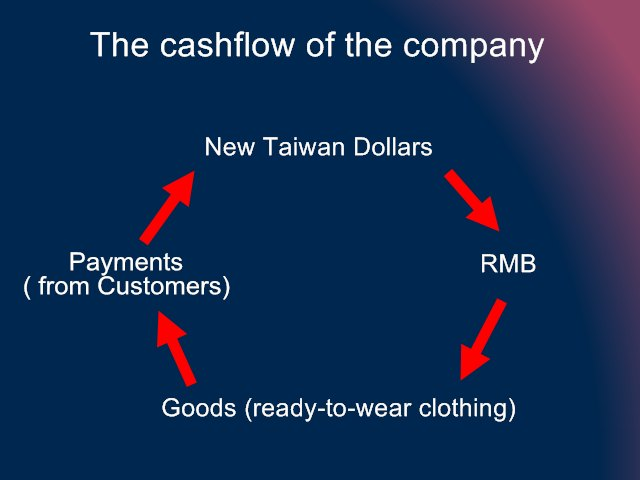 The cashflow of the company
New Taiwan Dollars
Payments
( from Customers)
RMB
Goods (ready-to-wear clothing)